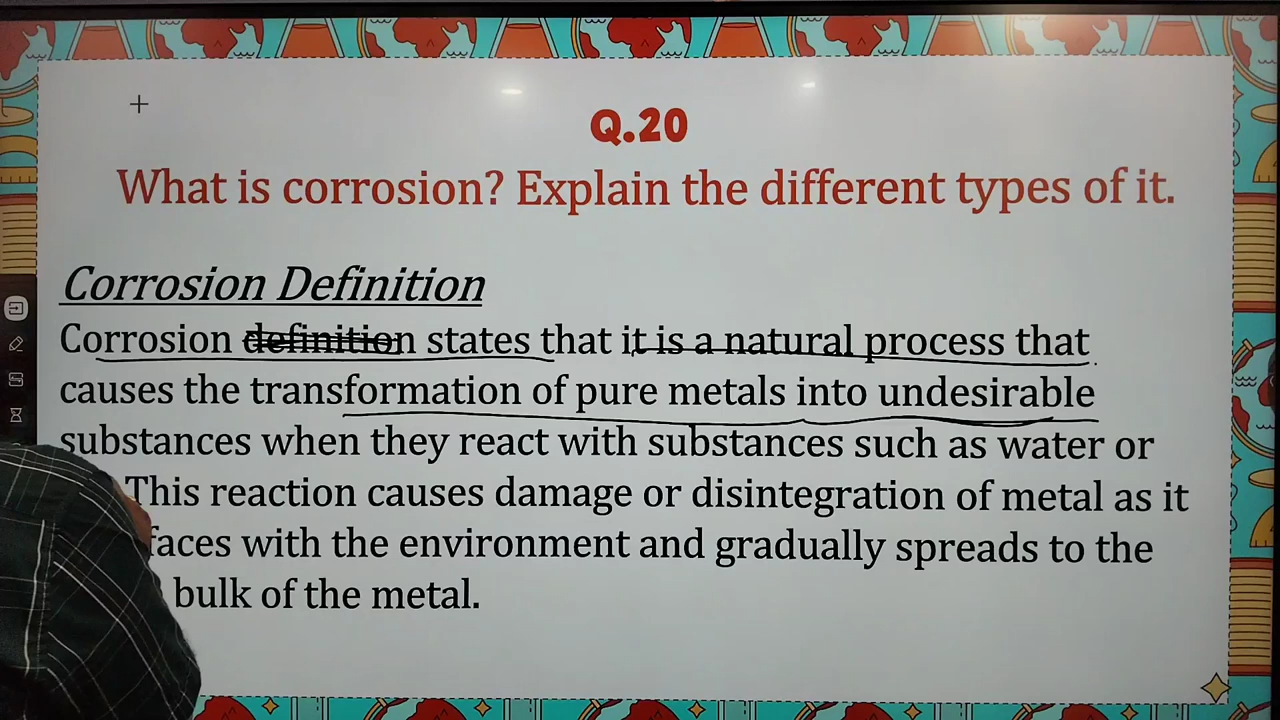 Q.20
What is corrosion? Explain the different types of it.
Corrosion Definition
Corrosion definition states that it is a natural process that
causes the transformation of pure metals into undesirable
substances when they react with substances such as water or
This reaction causes damage or disintegration of metal as it
faces with the environment and gradually spreads to the
bulk of the metal.